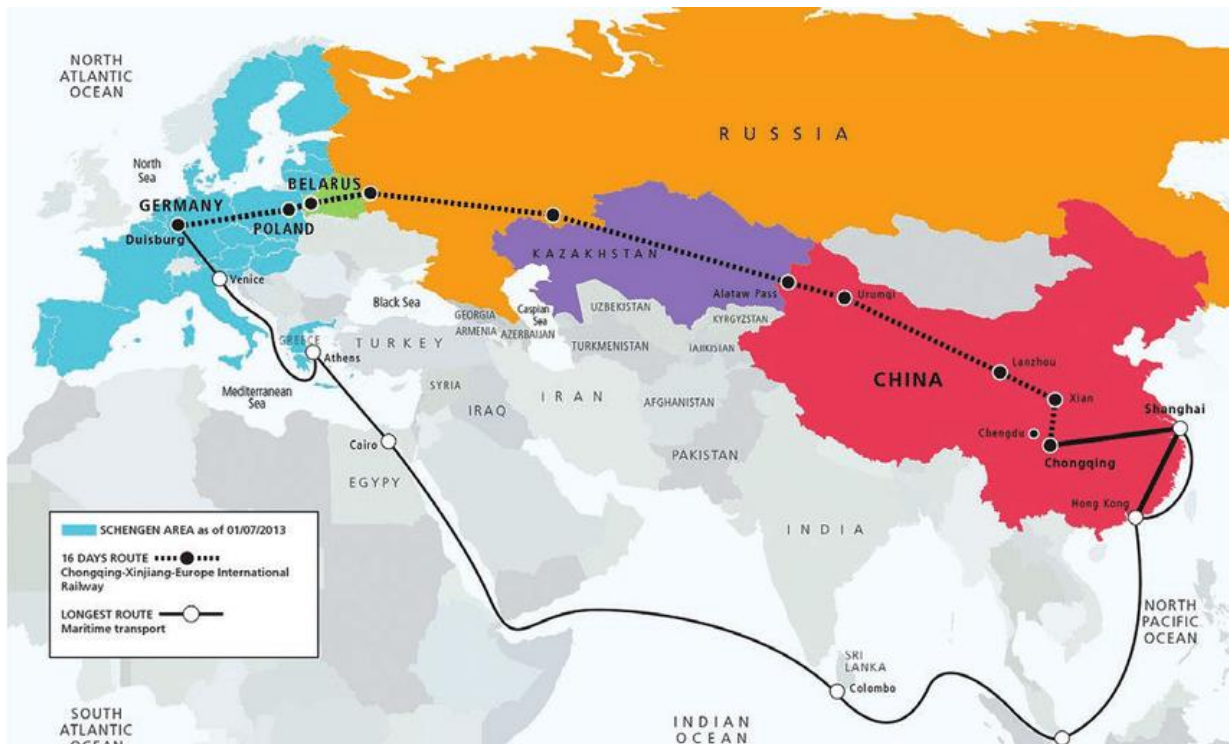 NORTH
ATLANTIC
OCEAN
RUSSIA
North
Sea
BELARUS
GERMANY
POLAND
Duisburg
KAZAKHSTAN
Venice
Alataw Pass
Urumqi
Black Sea
Caspian
Sea
UZBEKISTAN
GEORGIA
KYRGYZSTAN
ARMENIA
AZERBAIJAN
GREECE
TURKEY
TURKMENISTAN
TAJIKISTAN
Athens
Lanzhou
Mediterranean
Sea
SYRIA
IRAN
AFGHANISTAN
CHINA
Xian
IRAQ
Shanghai
Cairo
Chengdu
PAKISTAN
Chongqing
EGYPT
Hong Kong
INDIA
SCHENGEN AREA as of 01/07/2013
16 DAYS ROUTE
Chongqing-Xinjiang-Europe International
Railway
LONGEST ROUTE
Maritime transport
NORTH
PACIFIC
OCEAN
SRI
LANKA
Colombo
SOUTH
ATLANTIC
OCEAN
INDIAN
OCEAN